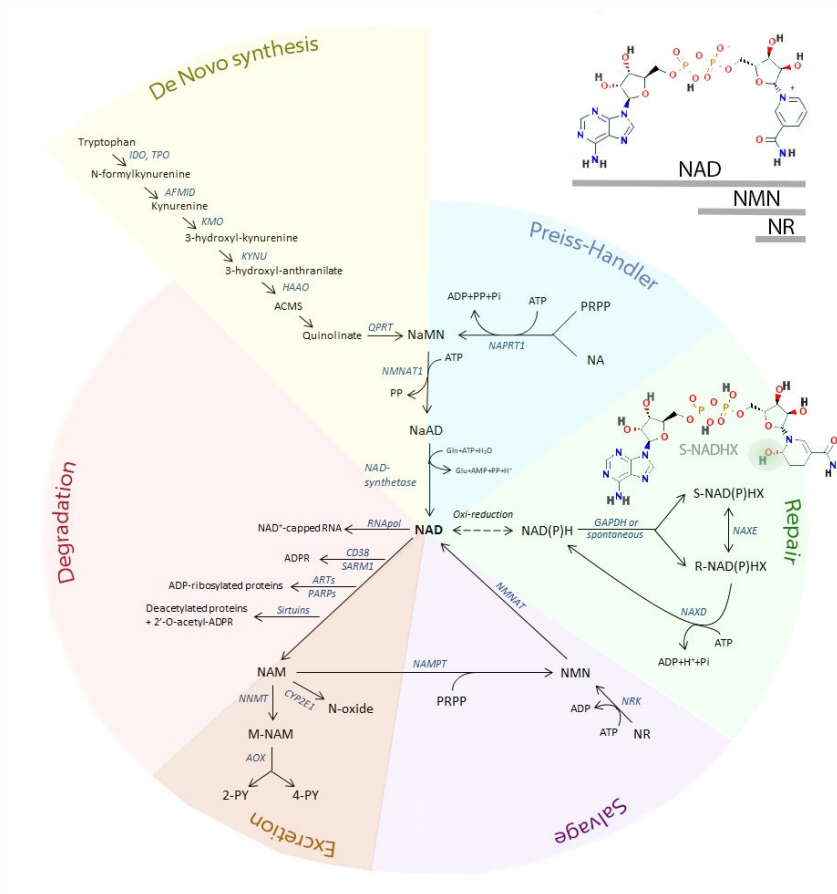 De Novo synthesis
Tryptophan
IDO, TPO
N-formylkynurenine
AFMID
Kynurenine
KMO
3-hydroxyl-kynurenine
KYNU
3-hydroxyl-anthranilate
HAAO
ACMS
Quinolinate
QPRT
NaMN
NAD
NMN
NR
Preiss-Handler
ADP+PP+Pi
ATP
PRPP
NAPRT1
NA
NMNAT1
ATP
PP
NaAD
Gln+ATP+H₂O
Glu+AMP+PP+H⁺
NAD-
synthetase
S-NADHX
Repair
NAD
Oxi-reduction
NAD(P)H
GAPDH or
spontaneous
S-NAD(P)HX
NAXE
R-NAD(P)HX
NAXD
ATP
ADP+H⁺+Pi
Degradation
NAD⁺-capped RNA
RNApol
ADPR
CD38
SARM1
ADP-ribosylated proteins
ARTs
PARPs
Deacetylated proteins
+ 2'-O-acetyl-ADPR
Sirtuins
NMNAT
NAM
NAMPT
PRPP
NMN
NRK
ADP
ATP
NR
Salvage
NNMT
CYP2E1
N-oxide
M-NAM
AOX
2-PY
4-PY
Excretion